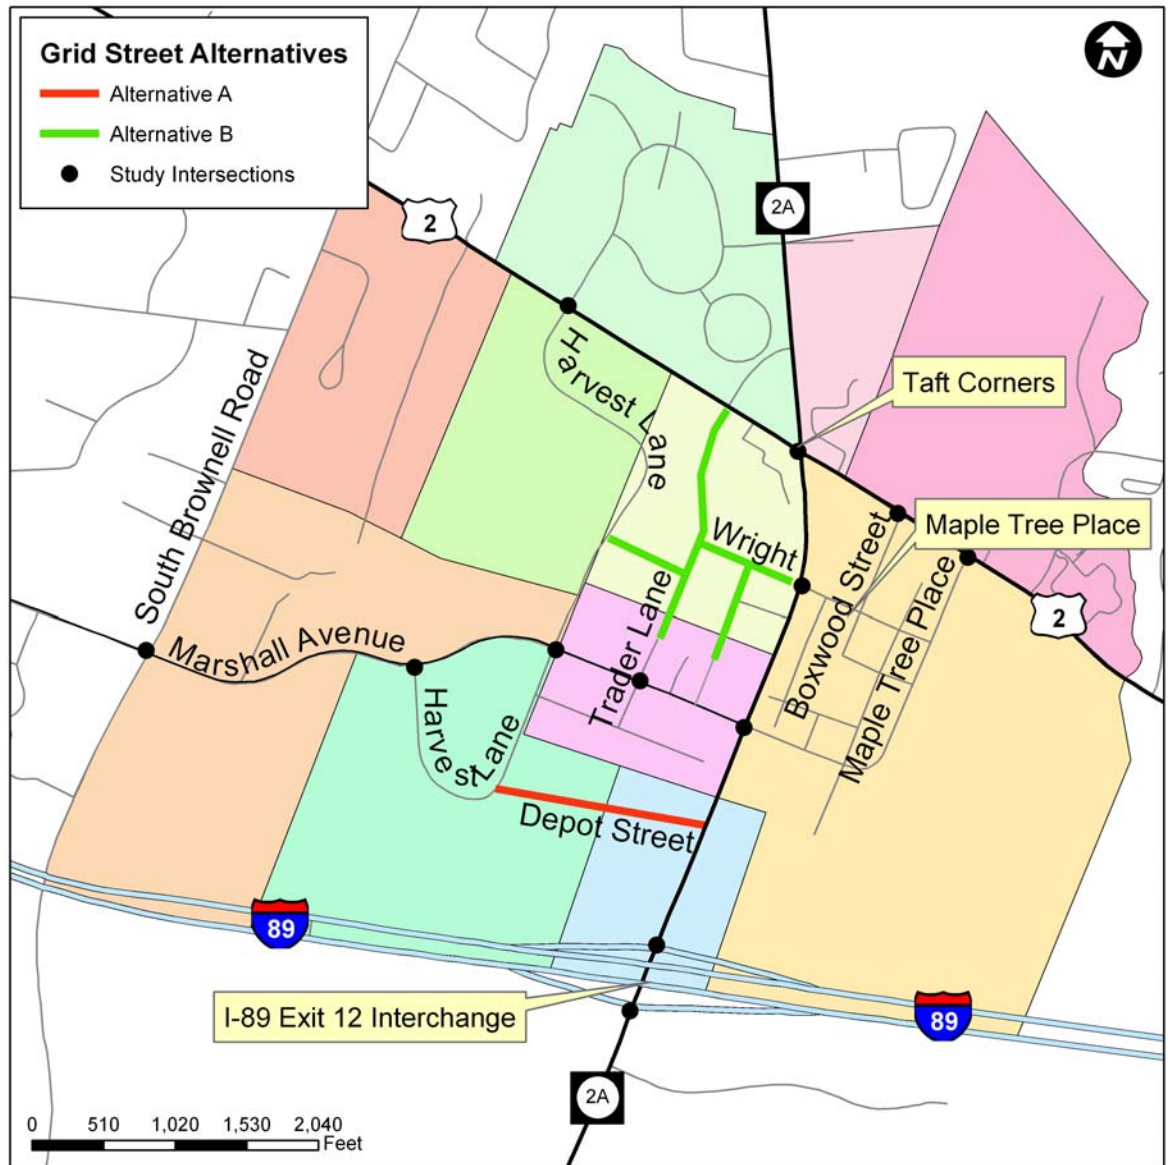 Grid Street Alternatives
Alternative A
Alternative B
Study Intersections
N
2
2A
Taft Corners
Harvest Lane
South Brownell Road
Wright
Maple Tree Place
Boxwood Street
Maple Tree Place
Trader Lane
2
Marshall Avenue
Harvest Lane
Depot Street
89
I-89 Exit 12 Interchange
89
2A
0 510 1,020 1,530 2,040
Feet